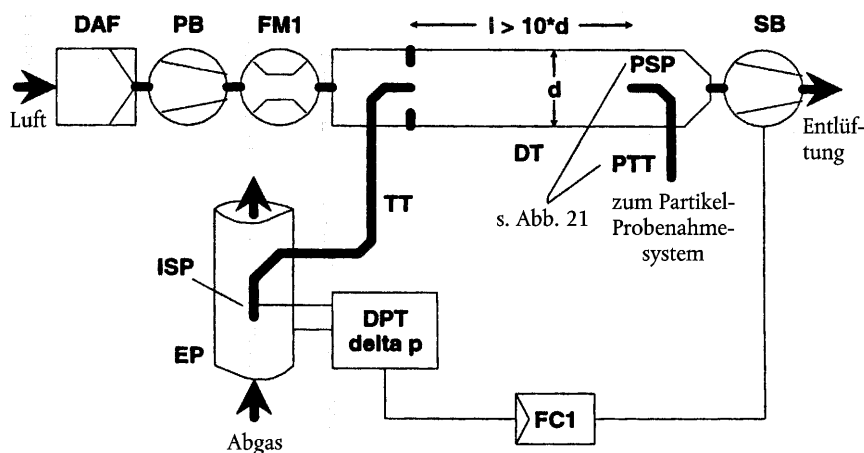 DAF PB FM1 l > 10*d SB
Luft
d
PSP
Entlüf-
tung
DT
PTT
TT
s. Abb. 21
zum Partikel-
Probenahme-
system
ISP
DPT
delta p
EP
FC1
Abgas